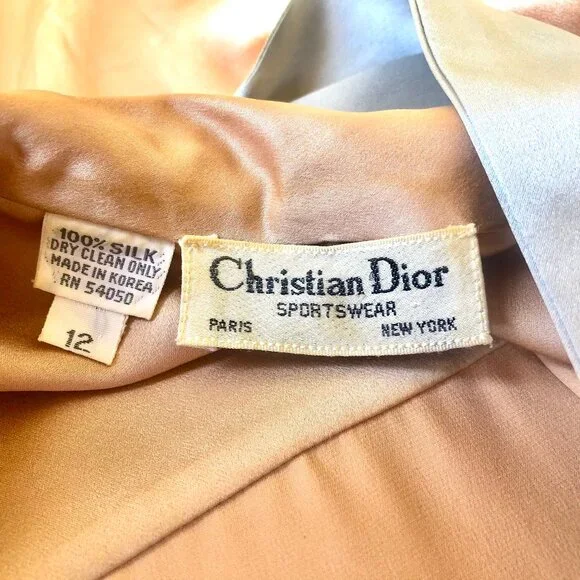 100% SILK
DRY CLEAN ONLY
MADE IN KOREA
RN 54050
12
Christian Dior
SPORTSWEAR
PARIS NEW YORK